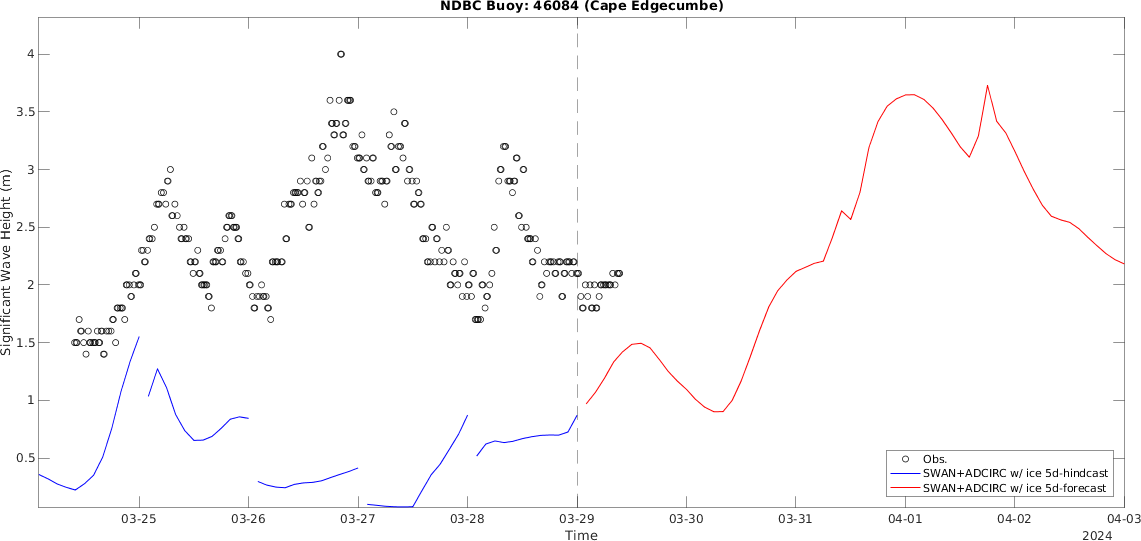 NDBC Buoy: 46084 (Cape Edgecumbe)
Significant Wave Height (m)
4
3.5
3
2.5
2
1.5
1
0.5
Obs.
SWAN+ADCIRC w/ ice 5d-hindcast
SWAN+ADCIRC w/ ice 5d-forecast
03-25 03-26 03-27 03-28 03-29 03-30 03-31 04-01 04-02 04-03
Time
2024